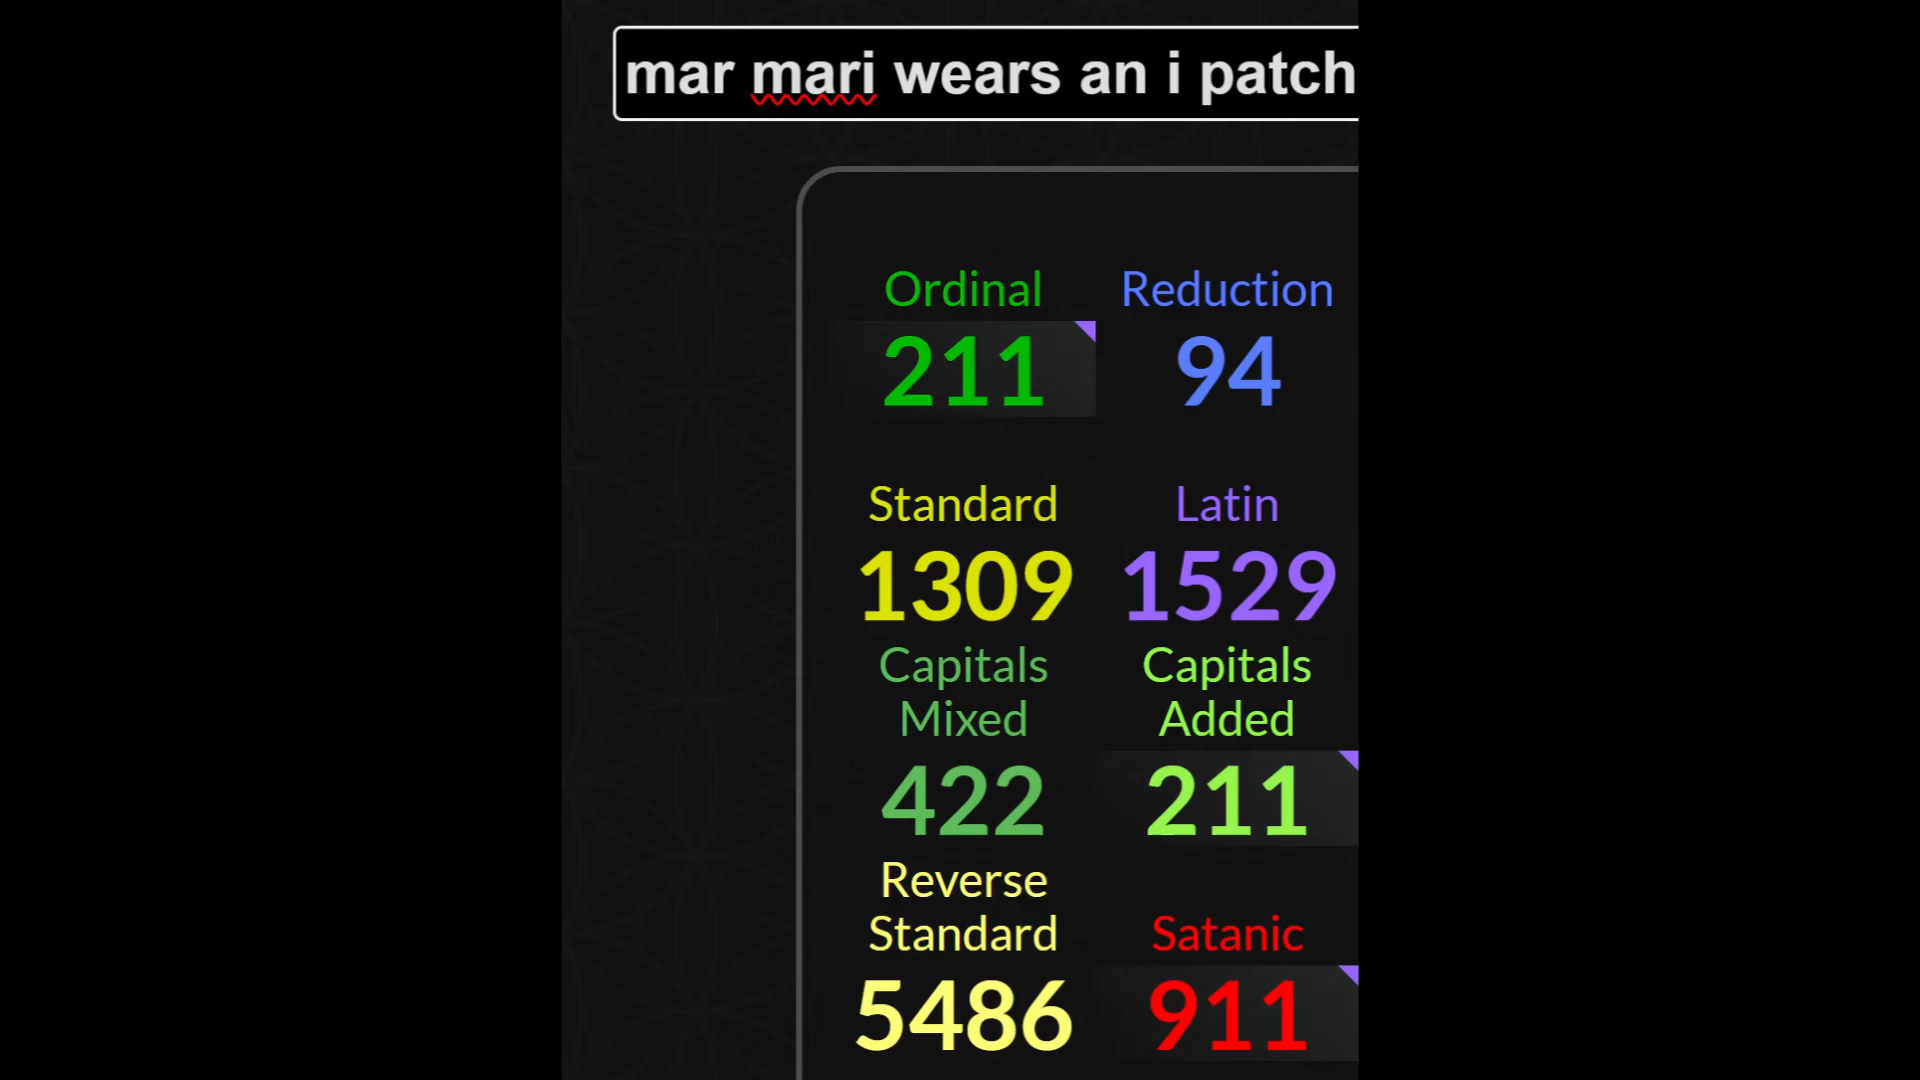 mar mari wears an i patch
Ordinal Reduction
211 94
Standard Latin
1309 1529
Capitals Capitals
Mixed Added
422 211
Reverse
Standard Satanic
5486 911